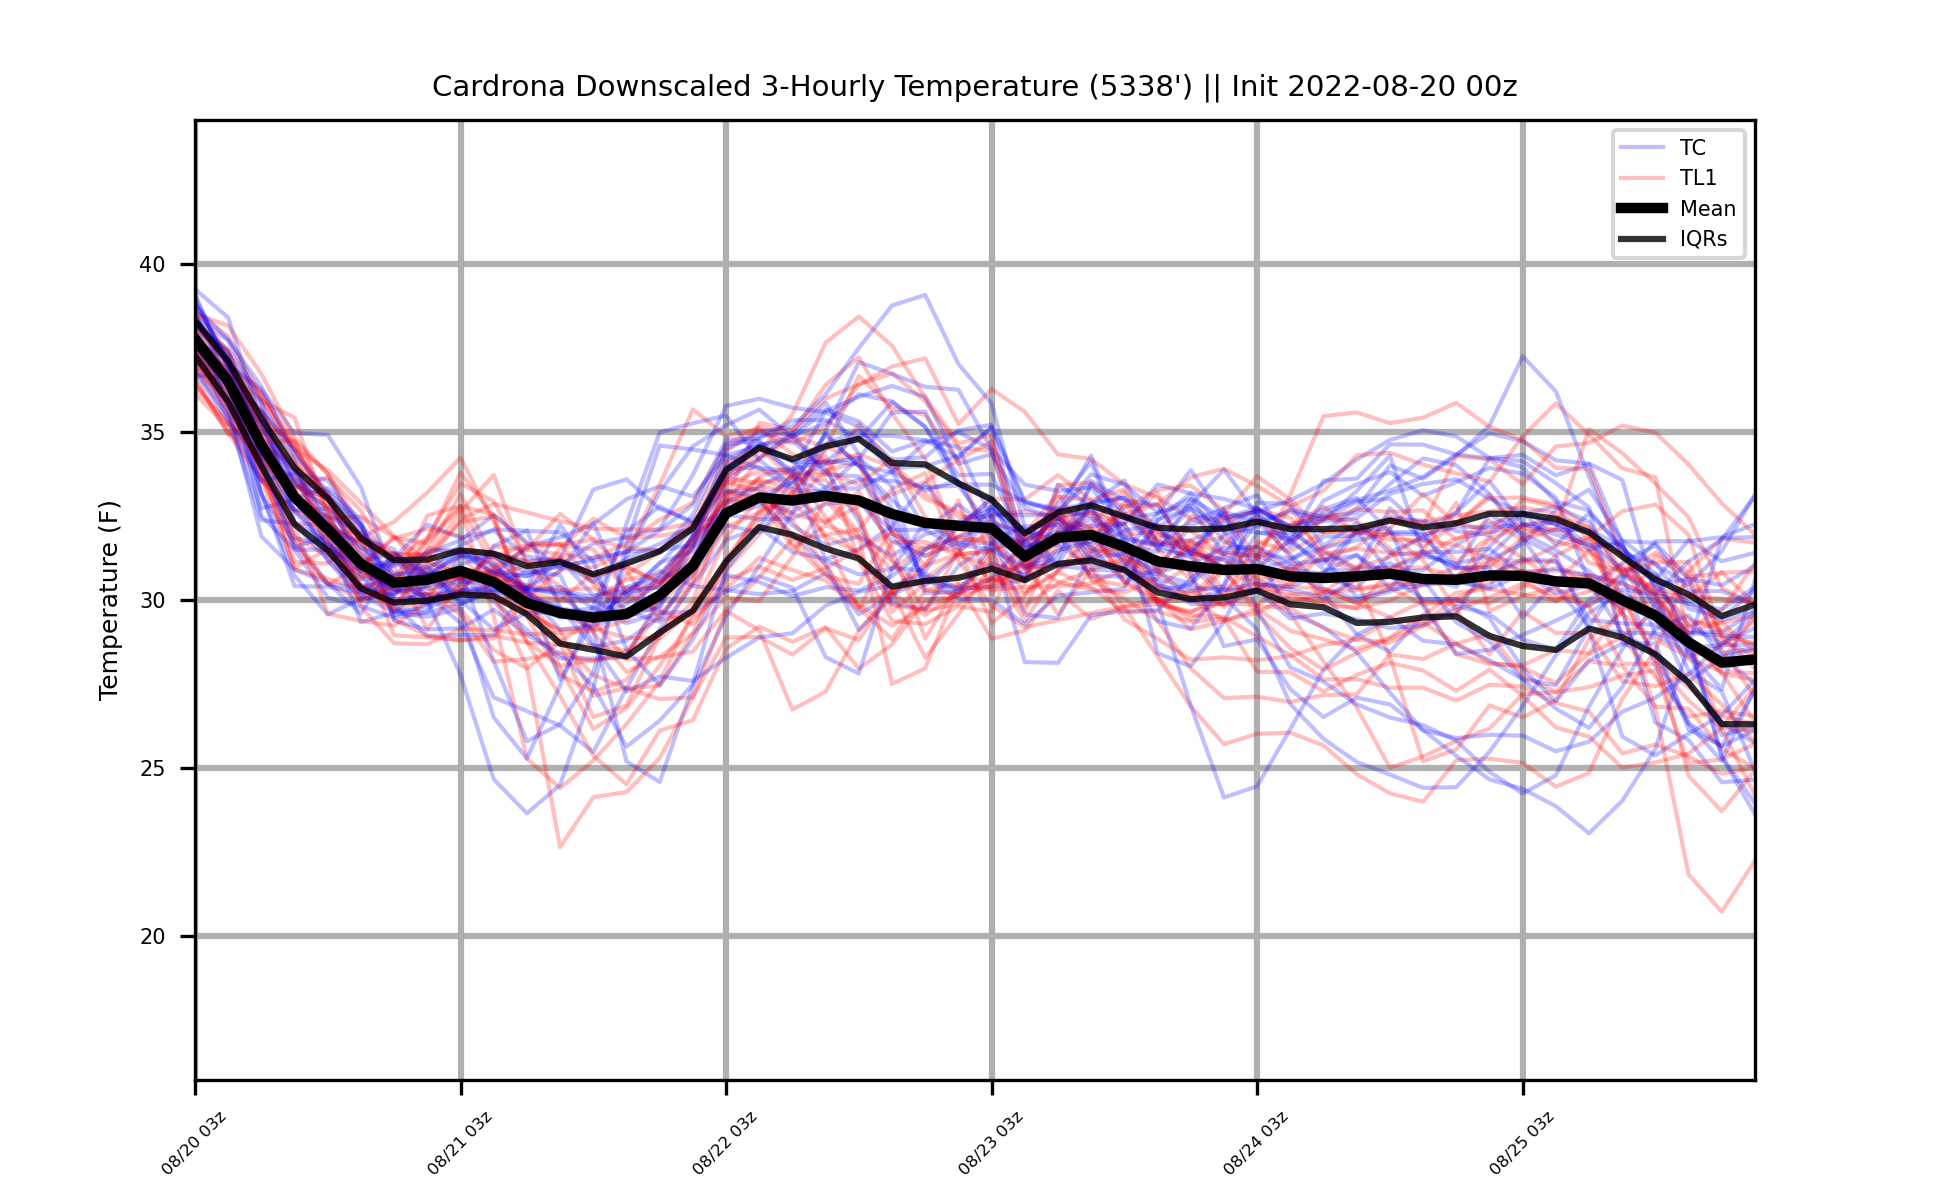 Cardrona Downscaled 3-Hourly Temperature (5338') || Init 2022-08-20 00z
TC
TL1
Mean
IQRs
Temperature (F)
40
35
30
25
20
08/20 03z
08/21 03z
08/22 03z
08/23 03z
08/24 03z
08/25 03z